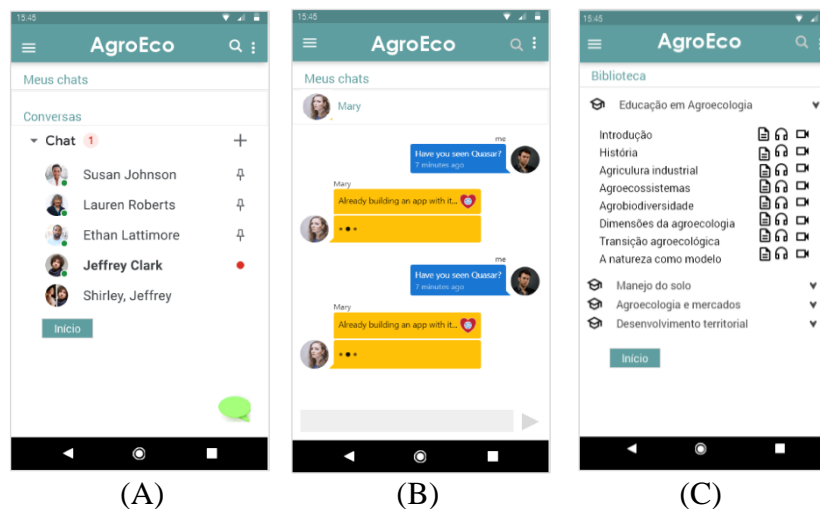 15:45
AgroEco
Meus chats
Conversas
Chat 1
Susan Johnson
Lauren Roberts
Ethan Lattimore
Jeffrey Clark
Shirley, Jeffrey
Início
(A)
15:45
AgroEco
Meus chats
Mary
me
Have you seen Quasar?
7 minutes ago
Mary
Already building an app with it...
me
Have you seen Quasar?
7 minutes ago
Mary
Already building an app with it...
(B)
15:45
AgroEco
Biblioteca
Educação em Agroecologia
Introdução
História
Agriculura industrial
Agroecossistemas
Agrobiodiversidade
Dimensões da agroecologia
Transição agroecológica
A natureza como modelo
Manejo do solo
Agroecologia e mercados
Desenvolvimento territorial
Início
(C)